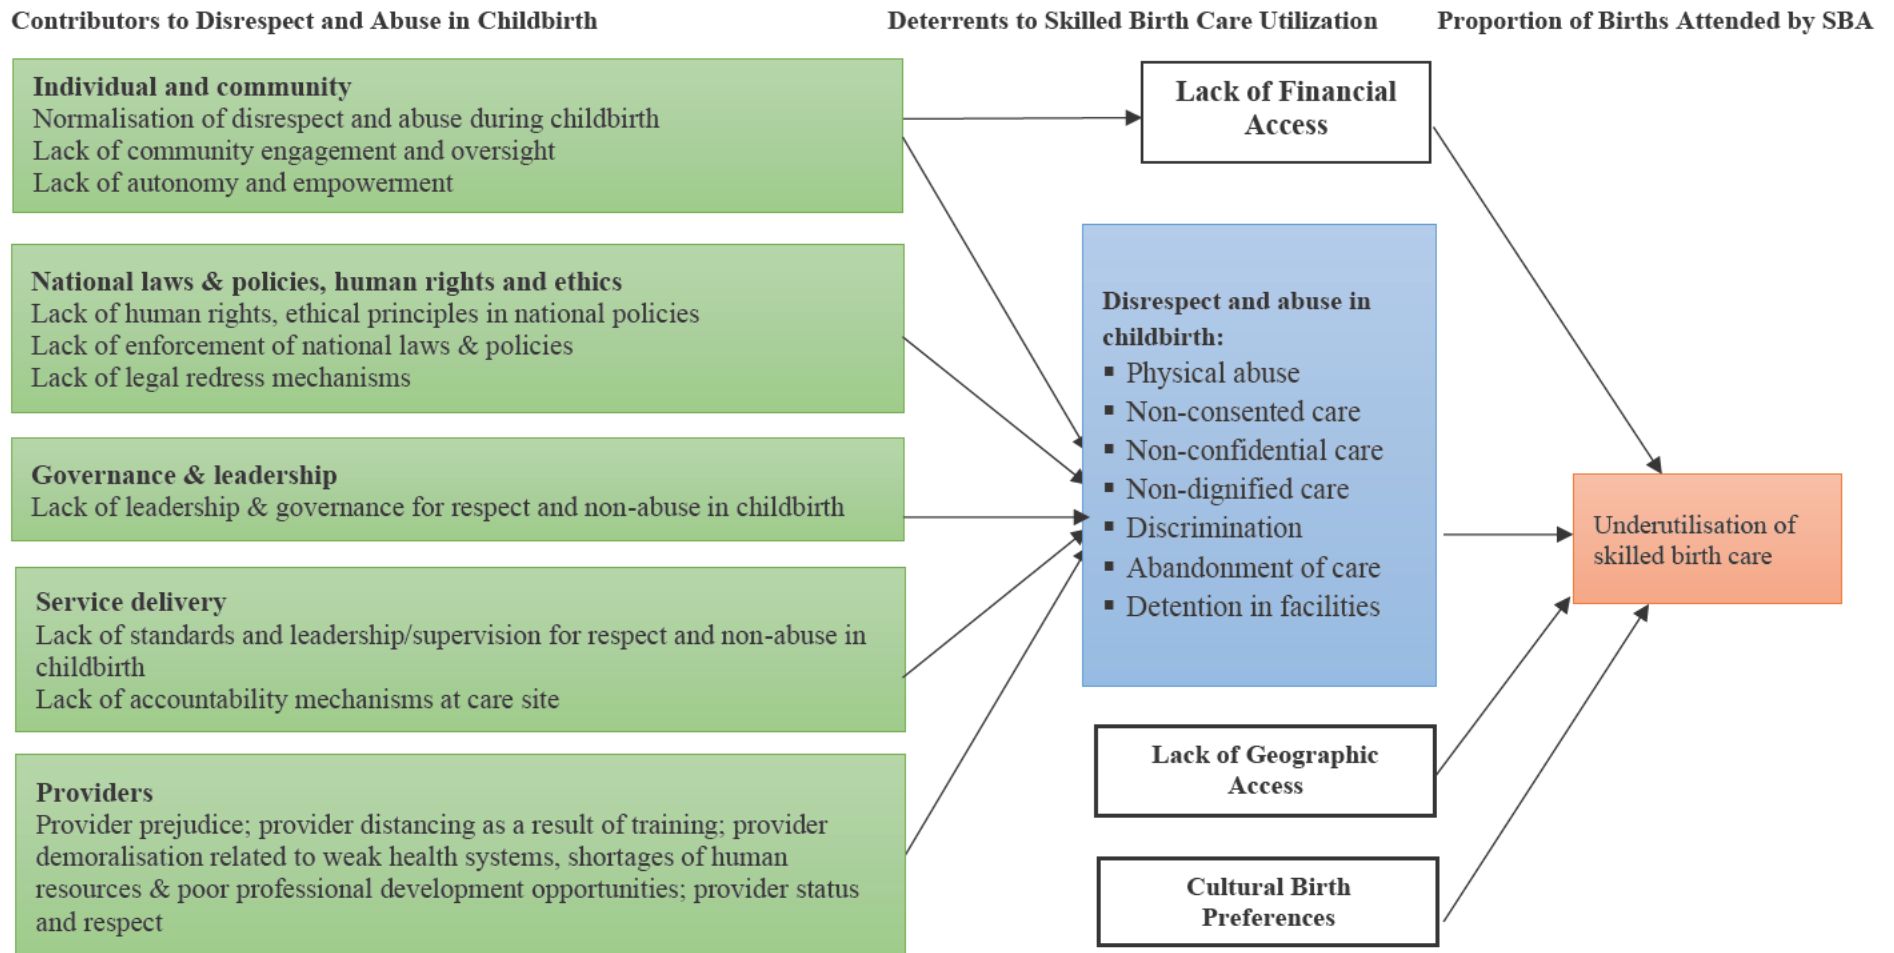 Contributors to Disrespect and Abuse in Childbirth
Deterrents to Skilled Birth Care Utilization
Proportion of Births Attended by SBA
Individual and community
Normalisation of disrespect and abuse during childbirth
Lack of community engagement and oversight
Lack of autonomy and empowerment
National laws & policies, human rights and ethics
Lack of human rights, ethical principles in national policies
Lack of enforcement of national laws & policies
Lack of legal redress mechanisms
Governance & leadership
Lack of leadership & governance for respect and non-abuse in childbirth
Service delivery
Lack of standards and leadership/supervision for respect and non-abuse in
childbirth
Lack of accountability mechanisms at care site
Providers
Provider prejudice; provider distancing as a result of training; provider
demoralisation related to weak health systems, shortages of human
resources & poor professional development opportunities; provider status
and respect
Lack of Financial
Access
Disrespect and abuse in
childbirth:
▪ Physical abuse
▪ Non-consented care
▪ Non-confidential care
▪ Non-dignified care
▪ Discrimination
▪ Abandonment of care
▪ Detention in facilities
Lack of Geographic
Access
Cultural Birth
Preferences
Underutilisation of
skilled birth care